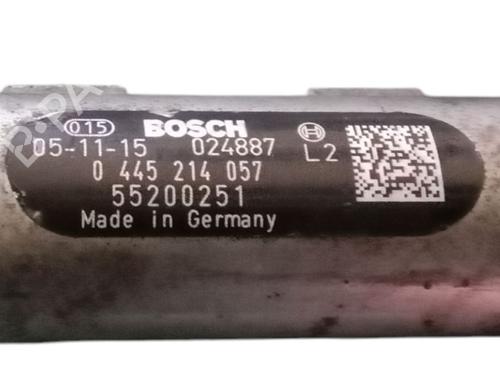 015 BOSCH
05-11-15 024887 L2
0 445 214 057
55200251
Made in Germany